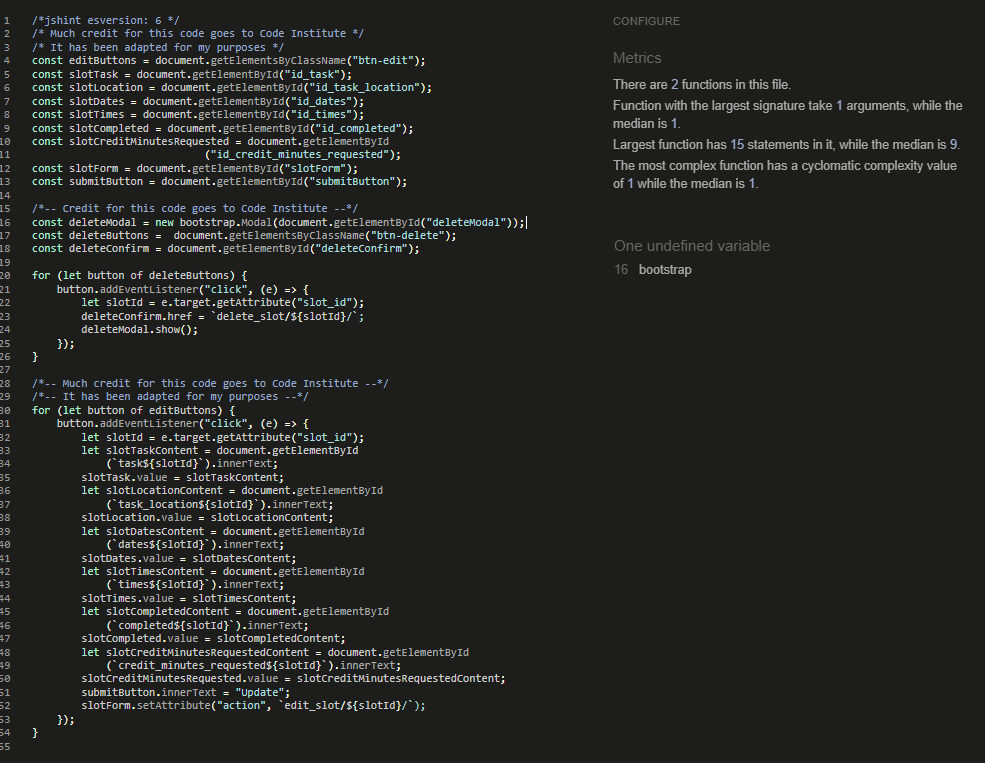 1 /*jshint esversion: 6 */
2 /* Much credit for this code goes to Code Institute */
3 /* It has been adapted for my purposes */
4 const editButtons = document.getElementsByClassName("btn-edit");
5 const slotTask = document.getElementById("id_task");
6 const slotLocation = document.getElementById("id_task_location");
7 const slotDates = document.getElementById("id_dates");
8 const slotTimes = document.getElementById("id_times");
9 const slotCompleted = document.getElementById("id_completed");
10 const slotCreditMinutesRequested = document.getElementById
11 ("id_credit_minutes_requested");
12 const slotForm = document.getElementById("slotForm");
13 const submitButton = document.getElementById("submitButton");
14
15 /*-- Credit for this code goes to Code Institute --*/
16 const deleteModal = new bootstrap.Modal(document.getElementById("deleteModal"));
17 const deleteButtons =  document.getElementsByClassName("btn-delete");
18 const deleteConfirm = document.getElementById("deleteConfirm");
19
20 for (let button of deleteButtons) {
21     button.addEventListener("click", (e) => {
22         let slotId = e.target.getAttribute("slot_id");
23         deleteConfirm.href = `delete_slot/${slotId}/`;
24         deleteModal.show();
25     });
26 }
27
28 /*-- Much credit for this code goes to Code Institute --*/
29 /*-- It has been adapted for my purposes --*/
30 for (let button of editButtons) {
31     button.addEventListener("click", (e) => {
32         let slotId = e.target.getAttribute("slot_id");
33         let slotTaskContent = document.getElementById
34             (`task${slotId}`).innerText;
35         slotTask.value = slotTaskContent;
36         let slotLocationContent = document.getElementById
37             (`task_location${slotId}`).innerText;
38         slotLocation.value = slotLocationContent;
39         let slotDatesContent = document.getElementById
40             (`dates${slotId}`).innerText;
41         slotDates.value = slotDatesContent;
42         let slotTimesContent = document.getElementById
43             (`times${slotId}`).innerText;
44         slotTimes.value = slotTimesContent;
45         let slotCompletedContent = document.getElementById
46             (`completed${slotId}`).innerText;
47         slotCompleted.value = slotCompletedContent;
48         let slotCreditMinutesRequestedContent = document.getElementById
49             (`credit_minutes_requested${slotId}`).innerText;
50         slotCreditMinutesRequested.value = slotCreditMinutesRequestedContent;
51         submitButton.innerText = "Update";
52         slotForm.setAttribute("action", `edit_slot/${slotId}/`);
53     });
54 }
55
CONFIGURE
Metrics
There are 2 functions in this file.
Function with the largest signature take 1 arguments, while the
median is 1.
Largest function has 15 statements in it, while the median is 9.
The most complex function has a cyclomatic complexity value
of 1 while the median is 1.
One undefined variable
16 bootstrap